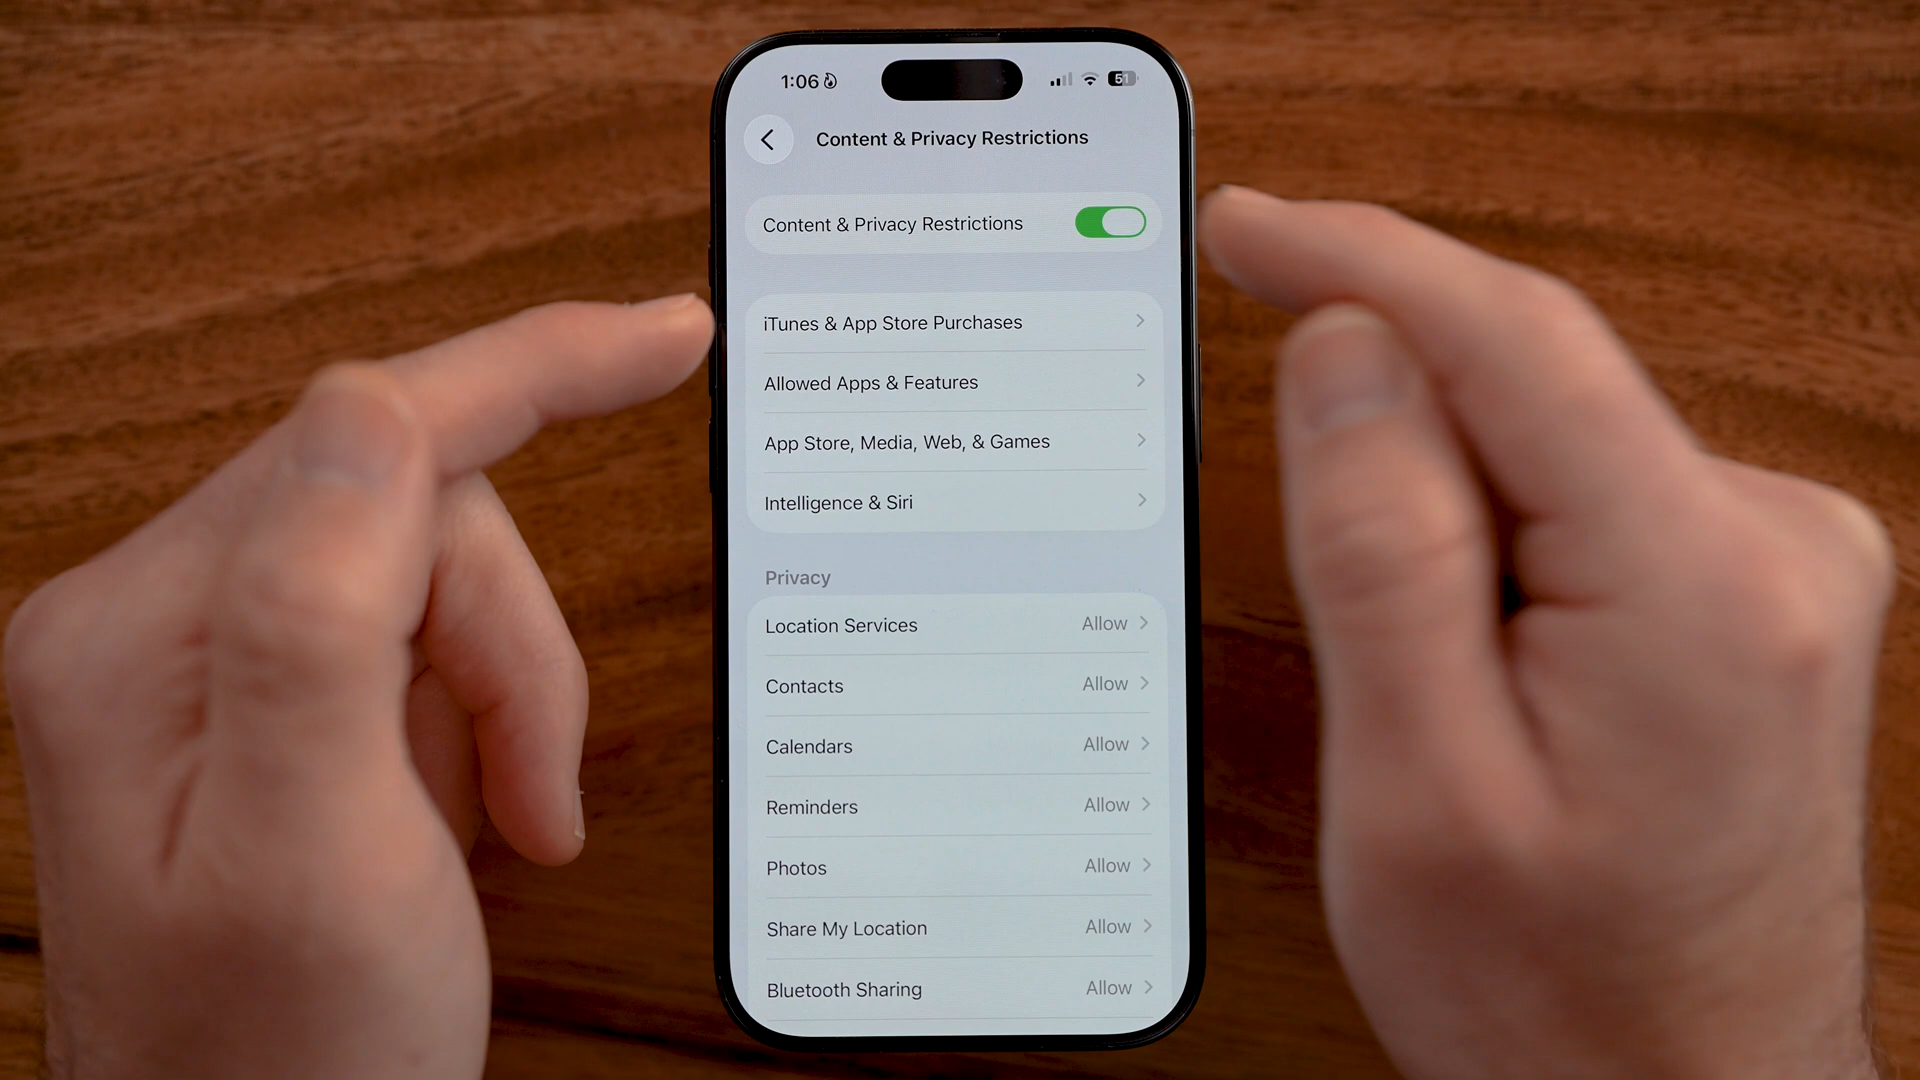 1:06
51
Content & Privacy Restrictions
Content & Privacy Restrictions
iTunes & App Store Purchases
Allowed Apps & Features
App Store, Media, Web, & Games
Intelligence & Siri
Privacy
Location Services Allow
Contacts Allow
Calendars Allow
Reminders Allow
Photos Allow
Share My Location Allow
Bluetooth Sharing Allow